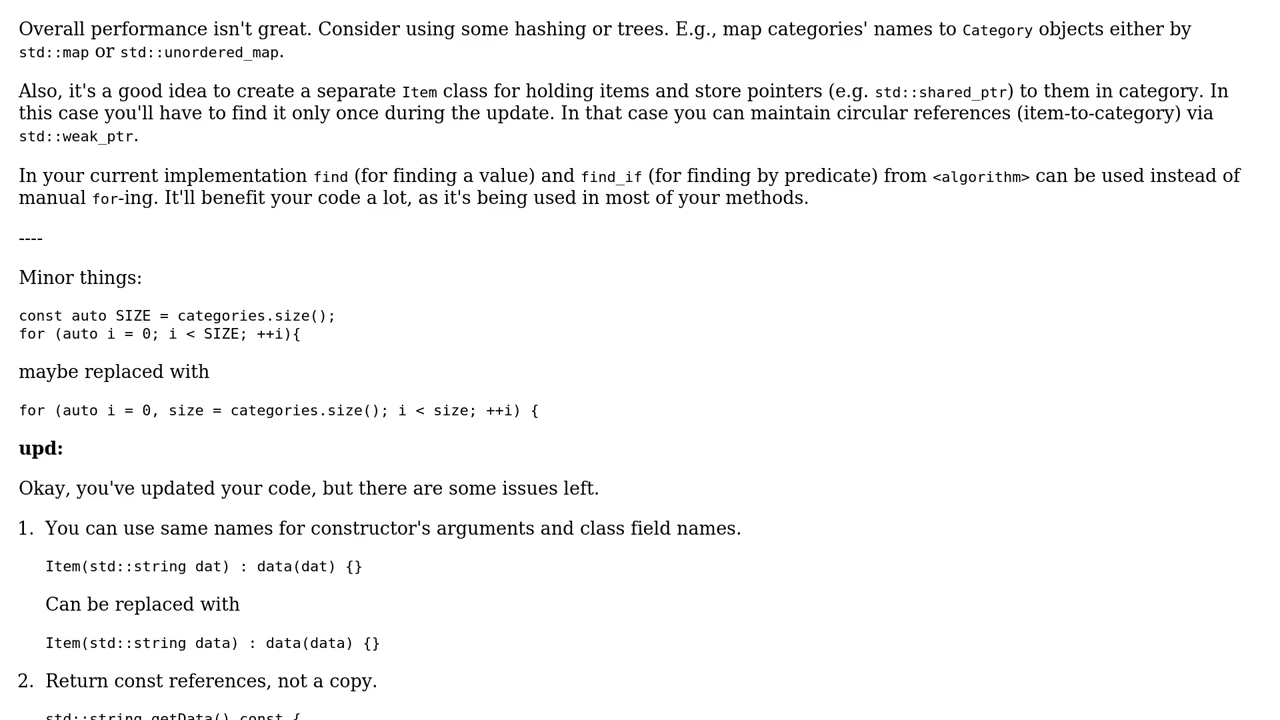 Overall performance isn't great. Consider using some hashing or trees. E.g., map categories' names to Category objects either by
std::map or std::unordered_map.
Also, it's a good idea to create a separate Item class for holding items and store pointers (e.g. std::shared_ptr) to them in category. In
this case you'll have to find it only once during the update. In that case you can maintain circular references (item-to-category) via
std::weak_ptr.
In your current implementation find (for finding a value) and find_if (for finding by predicate) from <algorithm> can be used instead of
manual for-ing. It'll benefit your code a lot, as it's being used in most of your methods.
----
Minor things:
const auto SIZE = categories.size();
for (auto i = 0; i < SIZE; ++i){
maybe replaced with
for (auto i = 0, size = categories.size(); i < size; ++i) {
upd:
Okay, you've updated your code, but there are some issues left.
1. You can use same names for constructor's arguments and class field names.
Item(std::string dat) : data(dat) {}
Can be replaced with
Item(std::string data) : data(data) {}
2. Return const references, not a copy.
std::string getData() const {